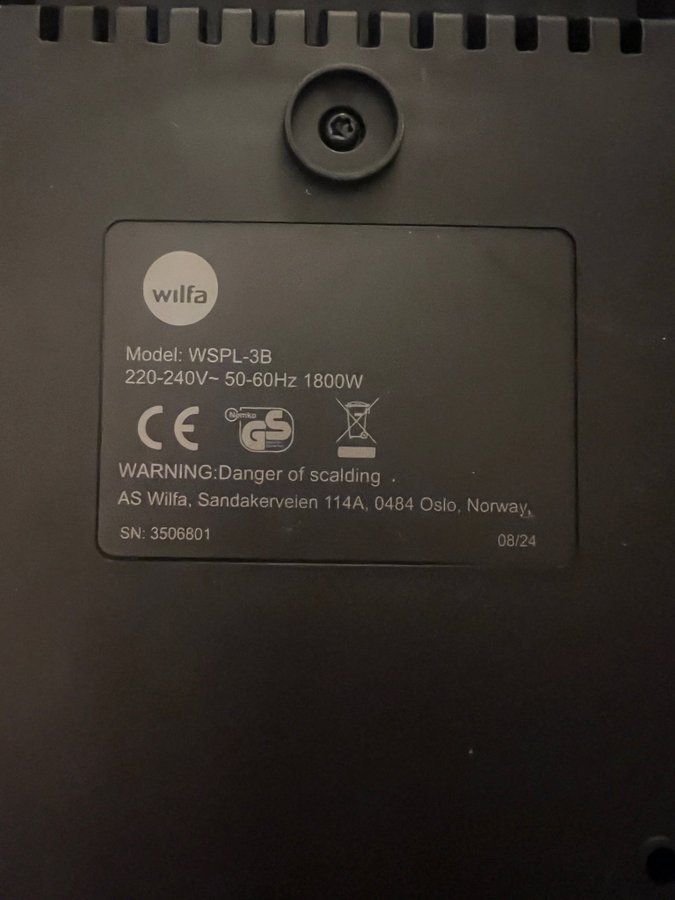 wilfa
Model: WSPL-3B
220-240V~ 50-60Hz 1800W
CE Nemko GS
WARNING:Danger of scalding .
AS Wilfa, Sandakerveien 114A, 0484 Oslo, Norway,
SN: 3506801 08/24